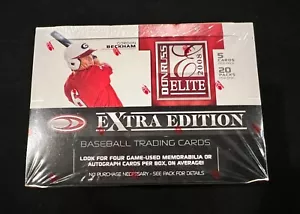 GORDON
BECKHAM
DONRUSS
ELITE
2008
5 CARDS
20 PACKS
EXTRA EDITION
BASEBALL TRADING CARDS
LOOK FOR FOUR GAME-USED MEMORABILIA OR
AUTOGRAPH CARDS PER BOX, ON AVERAGE!
NO PURCHASE NECESSARY - SEE PACK FOR DETAILS